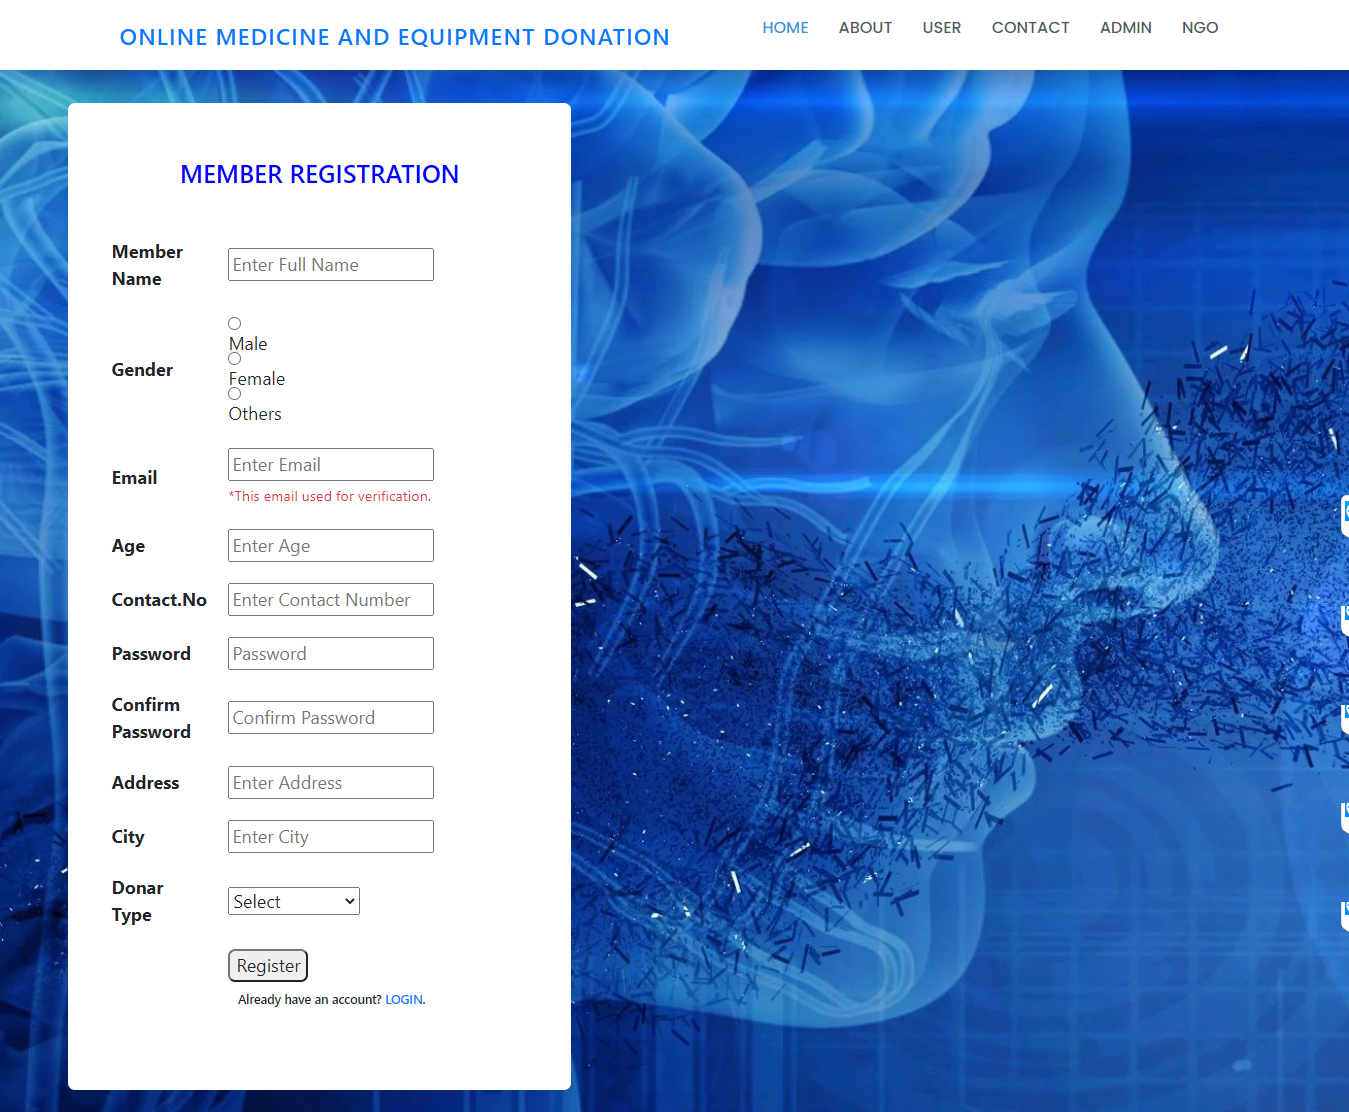 ONLINE MEDICINE AND EQUIPMENT DONATION
HOME ABOUT USER CONTACT ADMIN NGO
MEMBER REGISTRATION
Member
Name
Enter Full Name
Gender
Male
Female
Others
Email
Enter Email
*This email used for verification.
Age
Enter Age
Contact.No
Enter Contact Number
Password
Password
Confirm
Password
Confirm Password
Address
Enter Address
City
Enter City
Donar
Type
Select
Register
Already have an account? LOGIN.